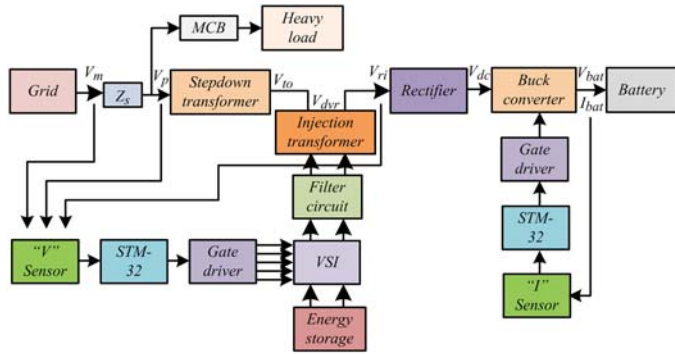 MCB
Heavy
load
Grid
Vm
Zs
Vp
Stepdown
transformer
Vto
Vdvr
Injection
transformer
Vri
Rectifier
Vdc
Buck
converter
Vbat
Ibat
Battery
Filter
circuit
Gate
driver
"V"
Sensor
STM-
32
Gate
driver
VSI
STM-
32
Energy
storage
"I"
Sensor